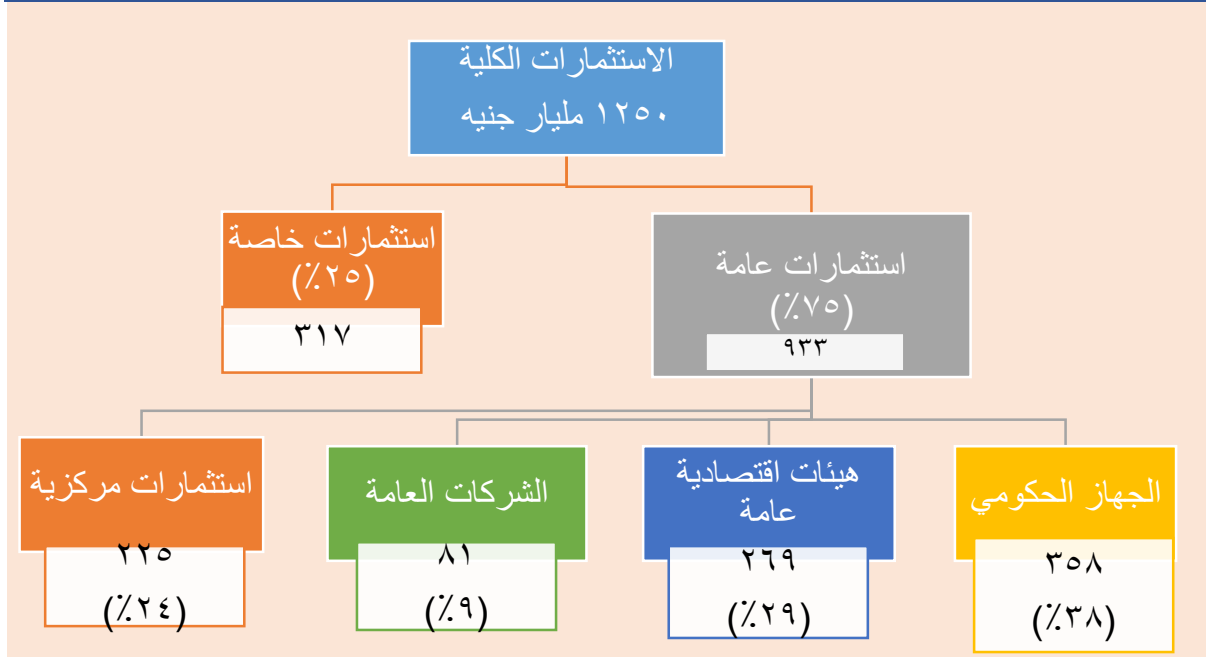 الاستثمارات الكلية
١٢٥٠ مليار جنيه
استثمارات عامة
(٪٧٥)
٩٣٣
استثمارات خاصة
(٪٢٥)
٣١٧
الجهاز الحكومي
٣٥٨
(٪٣٨)
هيئات اقتصادية
عامة
٢٦٩
(٪٢٩)
الشركات العامة
٨١
(٪٩)
استثمارات مركزية
٢٢٥
(٪٢٤)